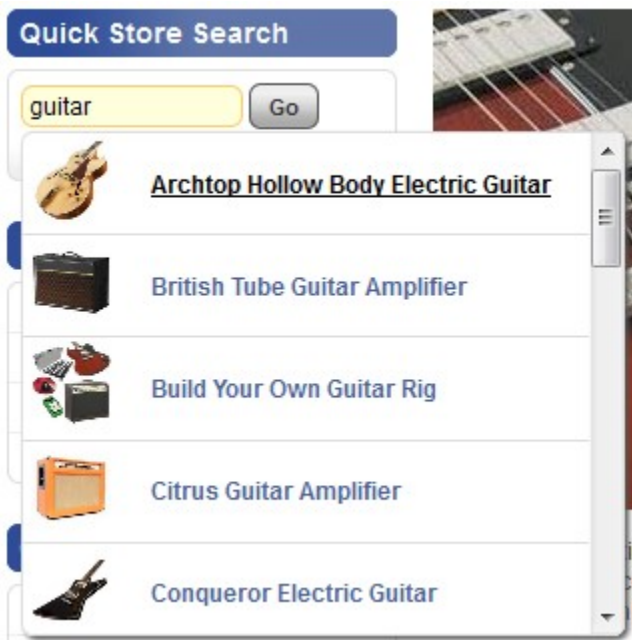 Quick Store Search
guitar
Go
Archtop Hollow Body Electric Guitar
British Tube Guitar Amplifier
Build Your Own Guitar Rig
Citrus Guitar Amplifier
Conqueror Electric Guitar